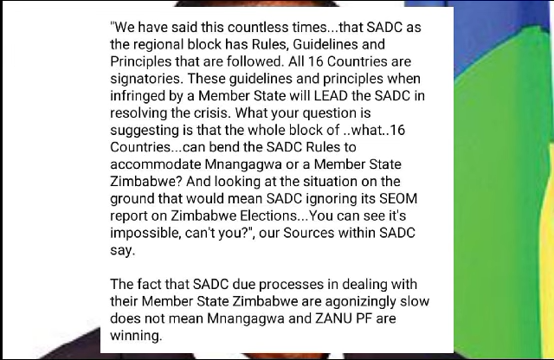 "We have said this countless times...that SADC as
the regional block has Rules, Guidelines and
Principles that are followed. All 16 Countries are
signatories. These guidelines and principles when
infringed by a Member State will LEAD the SADC in
resolving the crisis. What your question is
suggesting is that the whole block of ..what..16
Countries...can bend the SADC Rules to
accommodate Mnangagwa or a Member State
Zimbabwe? And looking at the situation on the
ground that would mean SADC ignoring its SEOM
report on Zimbabwe Elections...You can see it's
impossible, can't you?", our Sources within SADC
say.
The fact that SADC due processes in dealing with
their Member State Zimbabwe are agonizingly slow
does not mean Mnangagwa and ZANU PF are
winning.